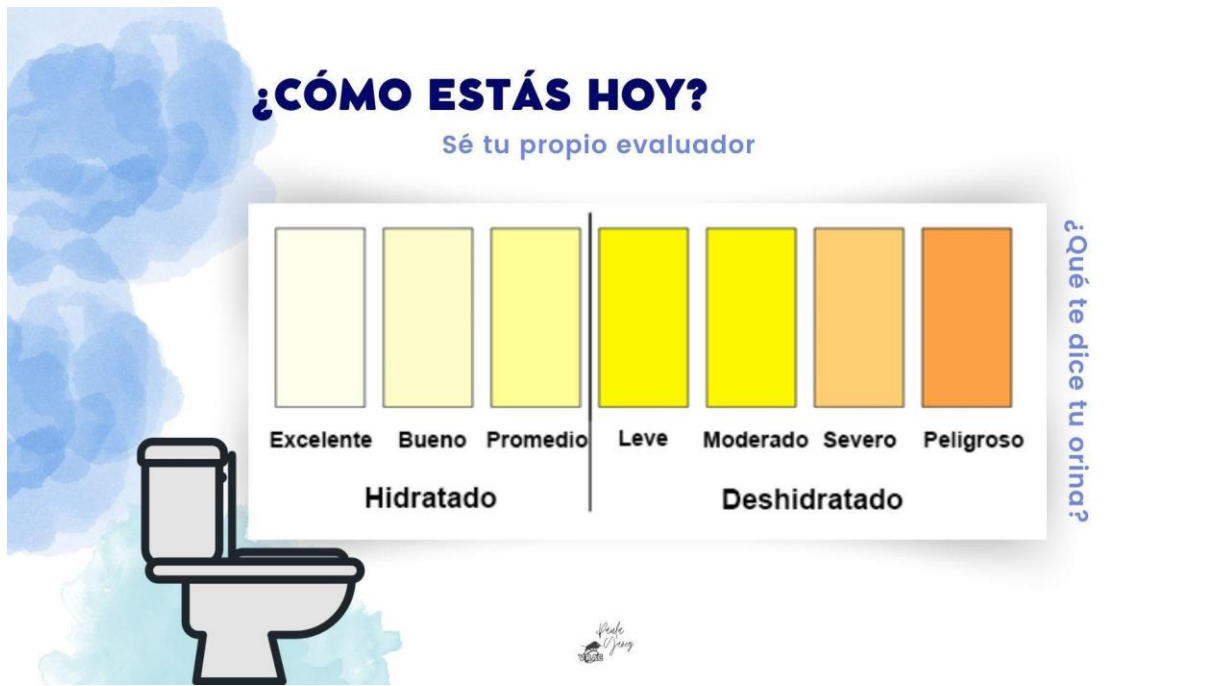 ¿CÓMO ESTÁS HOY?
Sé tu propio evaluador
Excelente Bueno Promedio Leve Moderado Severo Peligroso
Hidratado Deshidratado
¿Qué te dice tu orina?
Paula